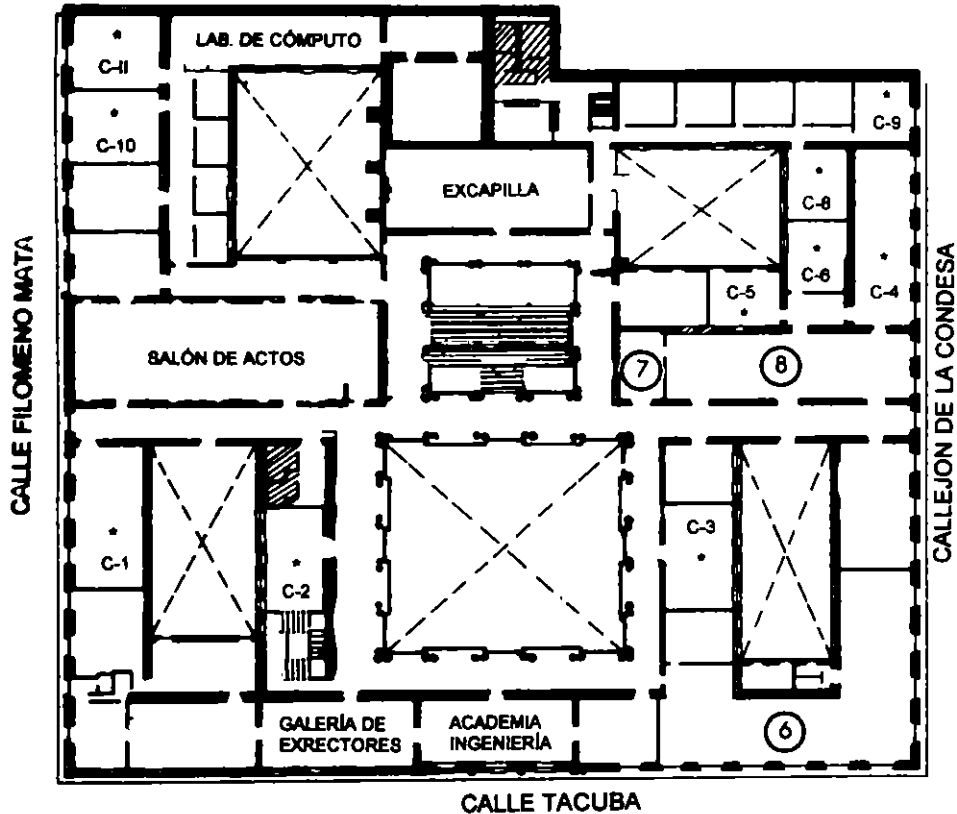 LAB. DE CÓMPUTO
C-11
C-10
C-9
EXCAPILLA
C-8
C-6
C-5
C-4
CALLE FILOMENO MATA
SALÓN DE ACTOS
7
8
CALLEJON DE LA CONDESA
C-1
C-2
C-3
GALERÍA DE
EXRECTORES
ACADEMIA
INGENIERÍA
6
CALLE TACUBA